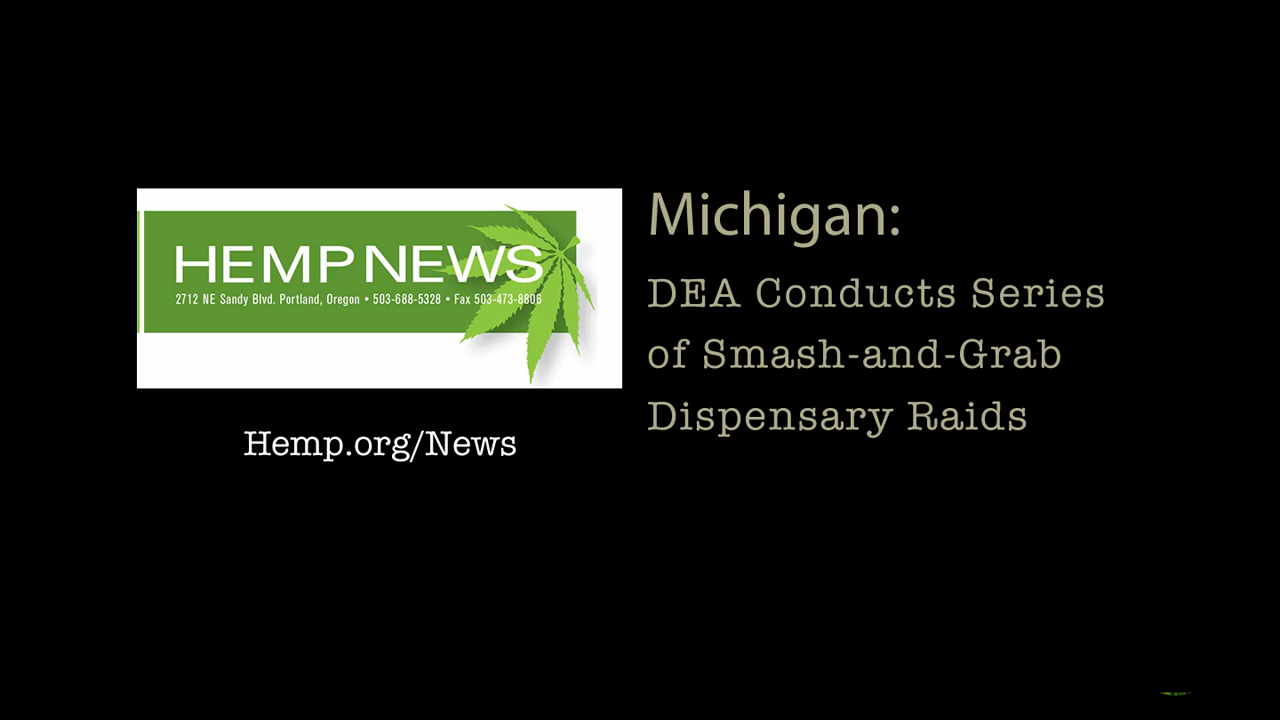 HEMP NEWS
2712 NE Sandy Blvd. Portland, Oregon • 503-688-5328 • Fax 503-473-8806
Hemp.org/News
Michigan:
DEA Conducts Series
of Smash-and-Grab
Dispensary Raids